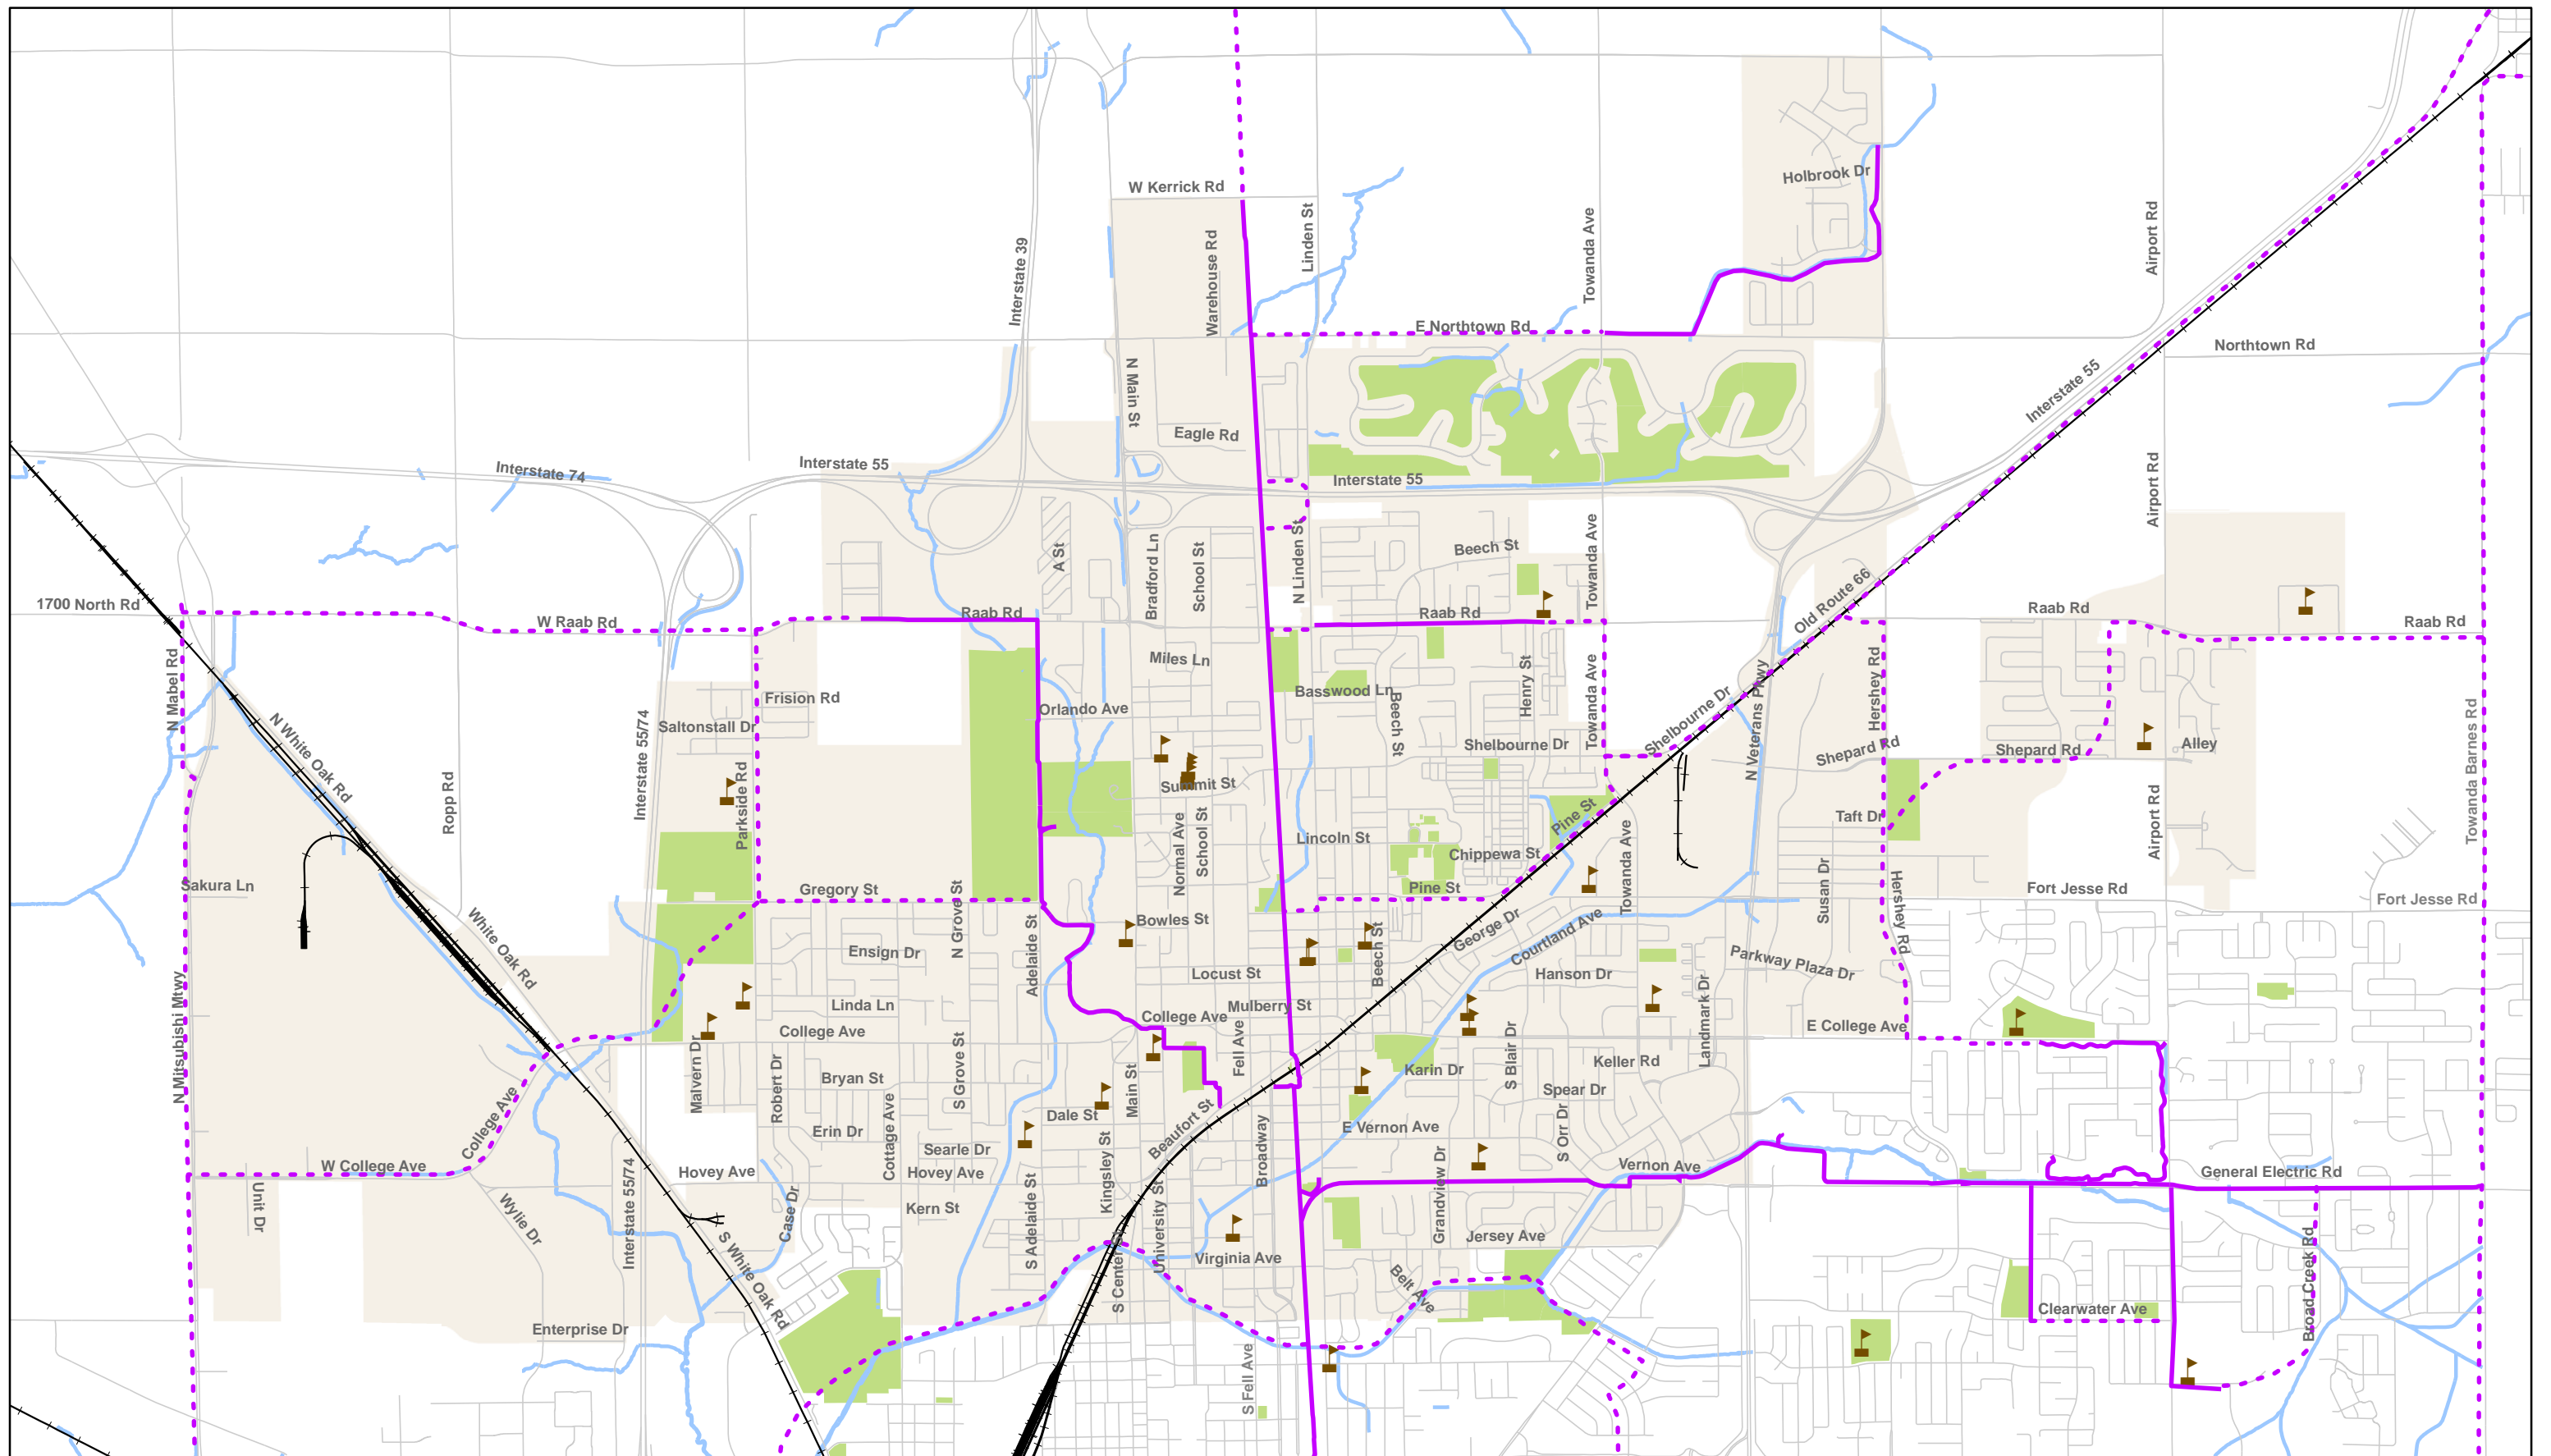 Holbrook Dr
W Kerrick Rd
Linden St
Towanda Ave
Airport Rd
Interstate 39
Warehouse Rd
E Northtown Rd
Northtown Rd
N Main St
Interstate 55
Eagle Rd
Interstate 74
Interstate 55
Interstate 55
Airport Rd
A St
Bradford Ln
School St
N Linden St
Beech St
Towanda Ave
1700 North Rd
W Raab Rd
Raab Rd
Raab Rd
Old Route 66
Raab Rd
Raab Rd
N Mabel Rd
Miles Ln
Basswood Ln
Beech St
Henry St
Towanda Ave
Hershey Rd
Frision Rd
Saltonstall Dr
Orlando Ave
Shelbourne Dr
Shelbourne Dr
N Veterans Pkwy
Shepard Rd
Shepard Rd
Alley
Towanda Barnes Rd
N White Oak Rd
Ropp Rd
Interstate 55/74
Parkside Rd
Summit St
Normal Ave
School St
Lincoln St
Pine St
Chippewa St
Towanda Ave
Taft Dr
Airport Rd
Sakura Ln
Gregory St
N Grove St
Pine St
Susan Dr
Hershey Rd
Fort Jesse Rd
Fort Jesse Rd
White Oak Rd
Adelaide St
Bowles St
Beech St
George Dr
Courtland Ave
Ensign Dr
Locust St
Hanson Dr
Parkway Plaza Dr
Landmark Dr
N Mitsubishi Mtwy
Linda Ln
College Ave
College Ave
Mulberry St
Fell Ave
E College Ave
Malvern Dr
Robert Dr
Bryan St
S Grove St
Main St
Karin Dr
S Blair Dr
Keller Rd
Spear Dr
College Ave
Cottage Ave
Dale St
Beaufort St
Broadway
E Vernon Ave
S Orr Dr
Erin Dr
Searle Dr
Kingsley St
W College Ave
Hovey Ave
Hovey Ave
Grandview Dr
Vernon Ave
General Electric Rd
Unit Dr
Wylie Dr
Interstate 55/74
Case Dr
Kern St
S Adelaide St
University St
S White Oak Rd
S Center
Virginia Ave
Jersey Ave
Belt Ave
Clearwater Ave
Broad Creek Rd
Enterprise Dr
S Fell Ave